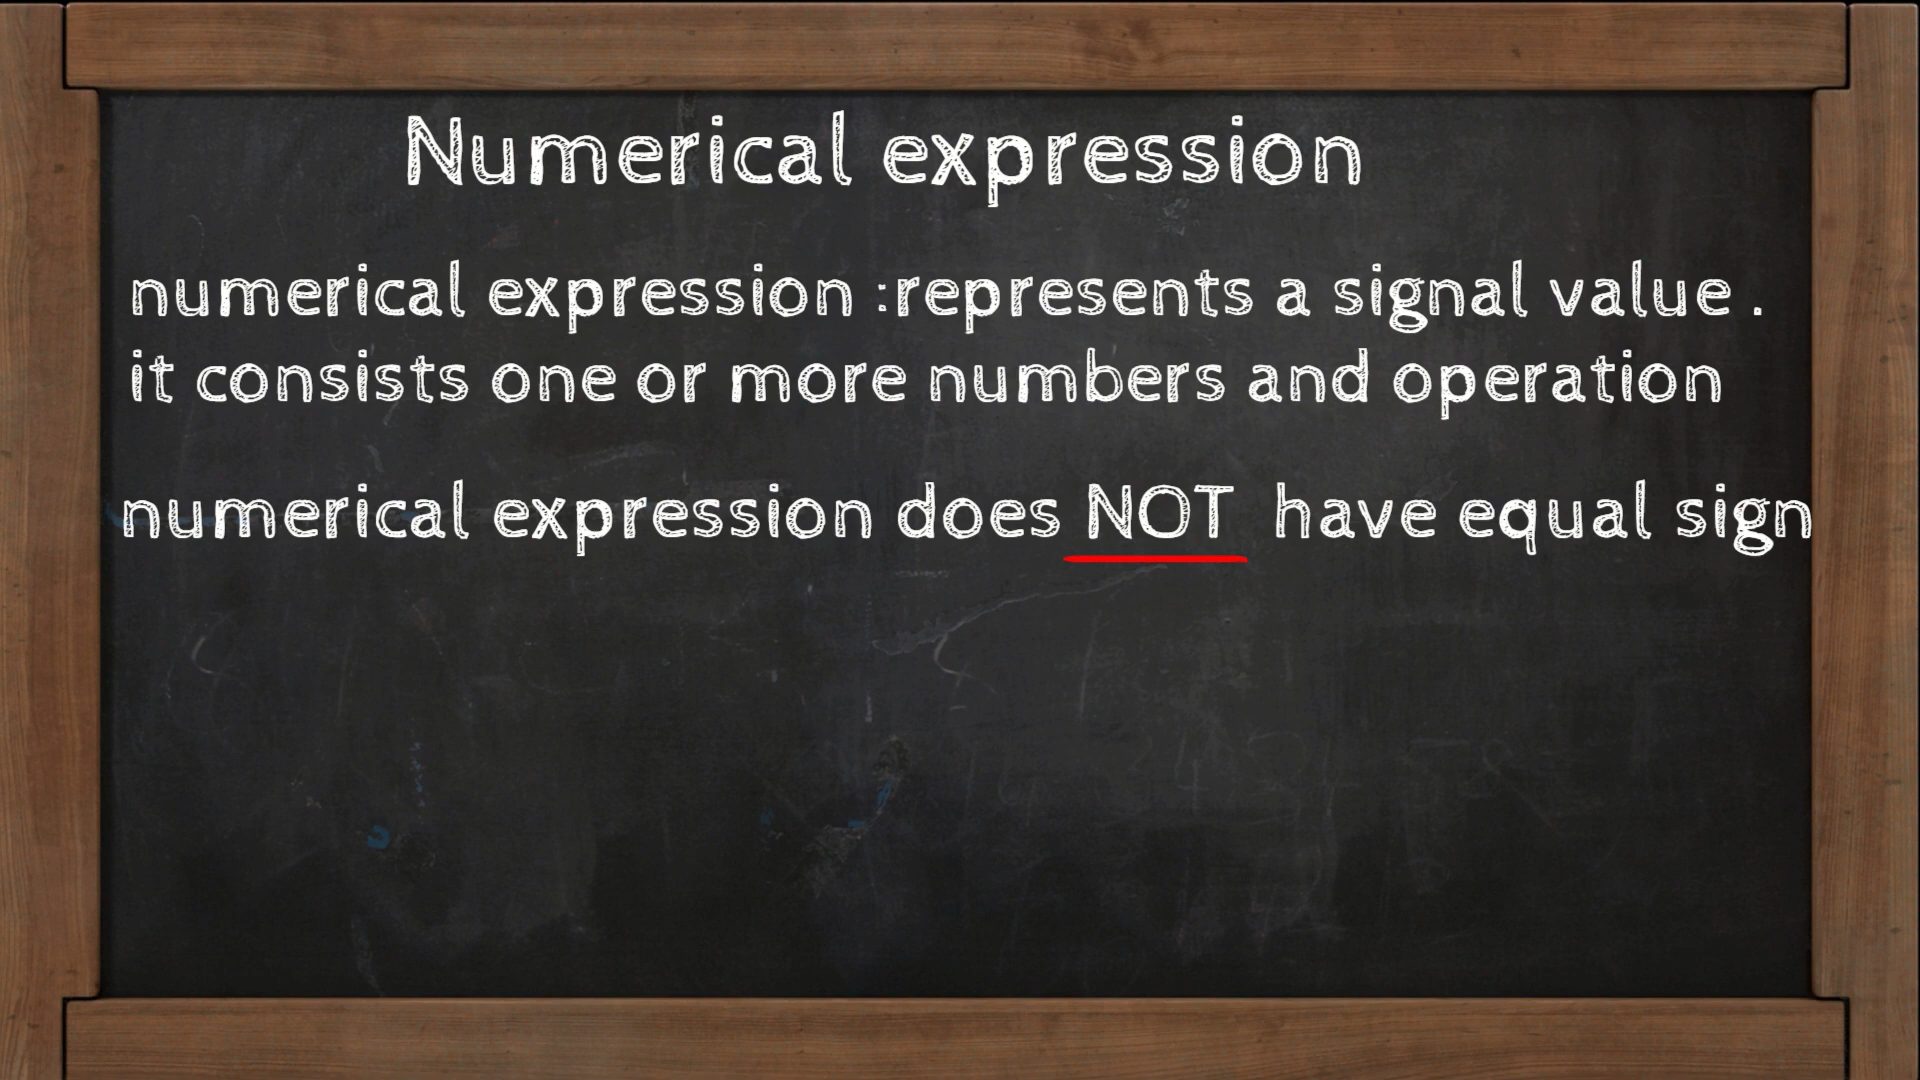 Numerical expression
numerical expression :represents a signal value .
it consists one or more numbers and operation
numerical expression does NOT have equal sign